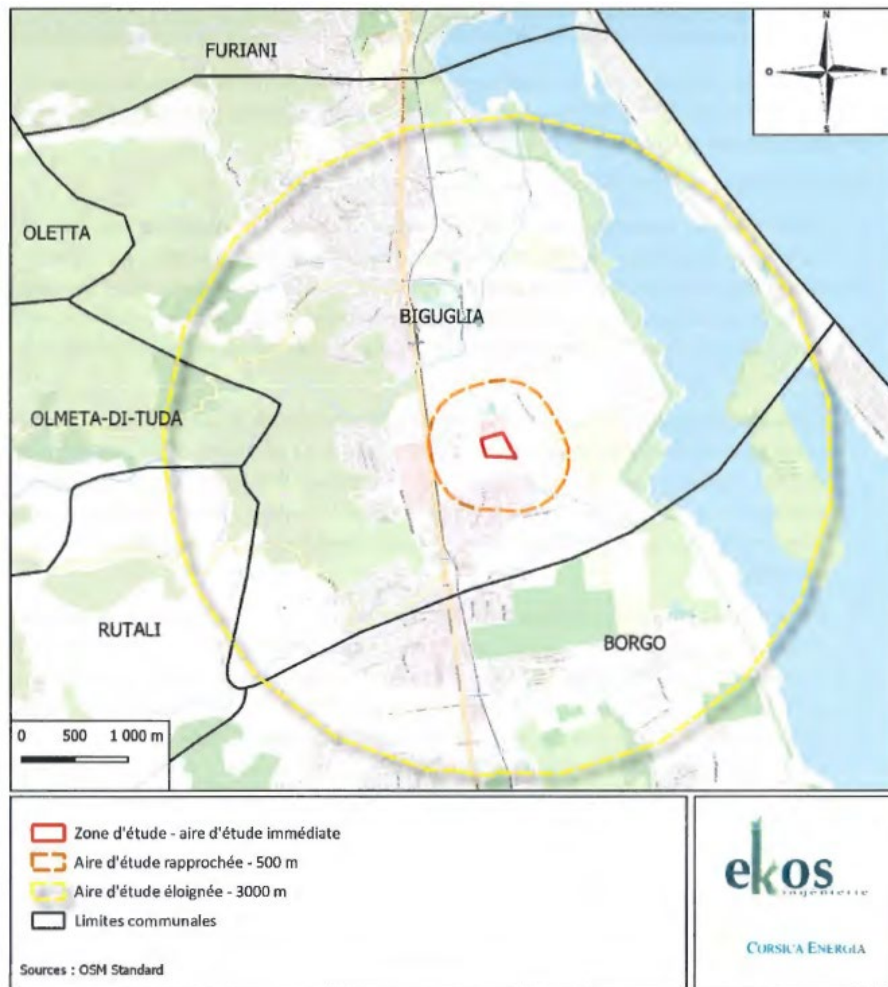 FURIANI
N
O
E
S
OLETTA
BIGUGLIA
OLMETA-DI-TUDA
RUTALI
BORGO
0 500 1 000 m
Zone d'étude - aire d'étude immédiate
Aire d'étude rapprochée - 500 m
Aire d'étude éloignée - 3000 m
Limites communales
Sources : OSM Standard
ekos
ingénierie
CORSICA ENERGIA